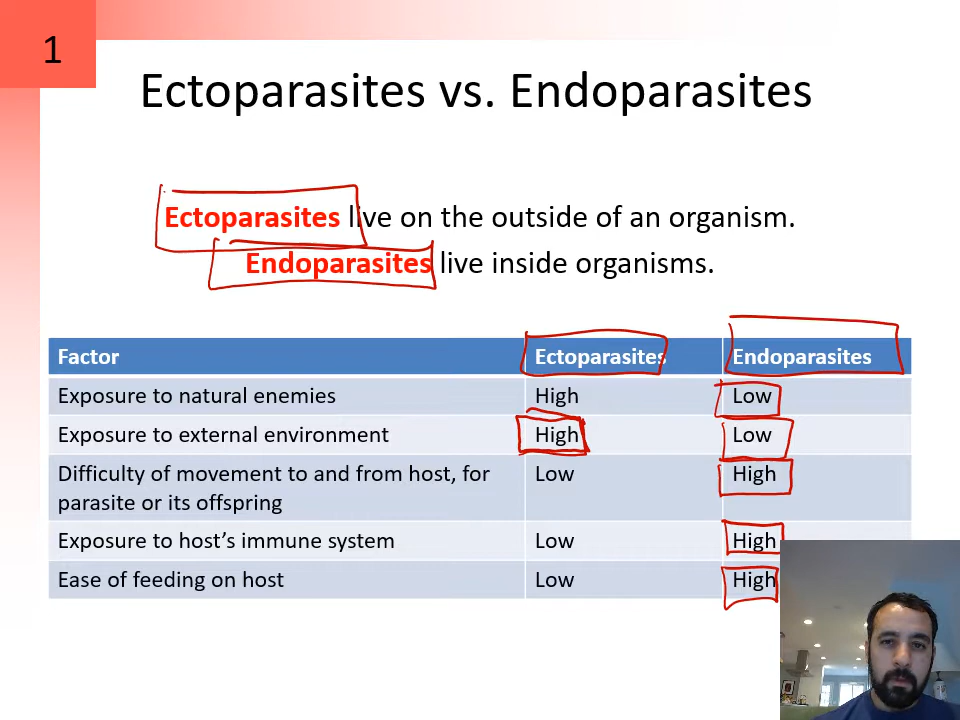 1
Ectoparasites vs. Endoparasites
Ectoparasites live on the outside of an organism.
Endoparasites live inside organisms.
Factor Ectoparasites Endoparasites
Exposure to natural enemies High Low
Exposure to external environment High Low
Difficulty of movement to and from host, for Low High
parasite or its offspring
Exposure to host’s immune system Low High
Ease of feeding on host Low High